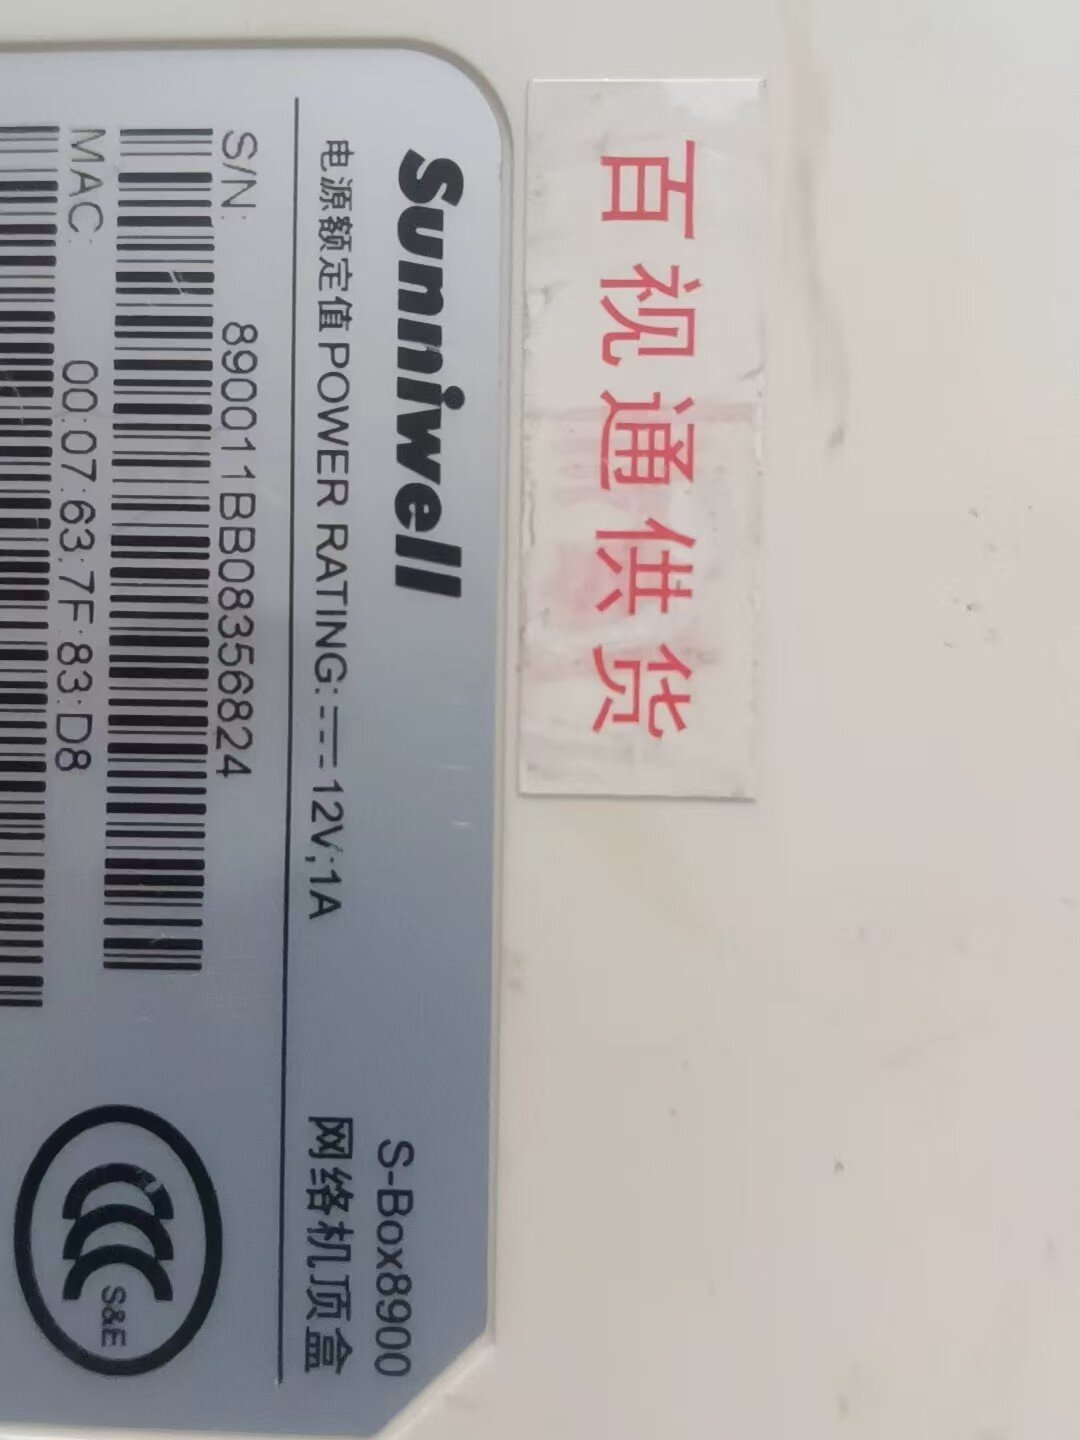 百视通供货
Sunniwell
S-Box8900
电源额定值 POWER RATING: 12V;1A
网络机顶盒
S/N: 890011BB08356824
MAC: 00:07:63:7F:83:D8
S&E